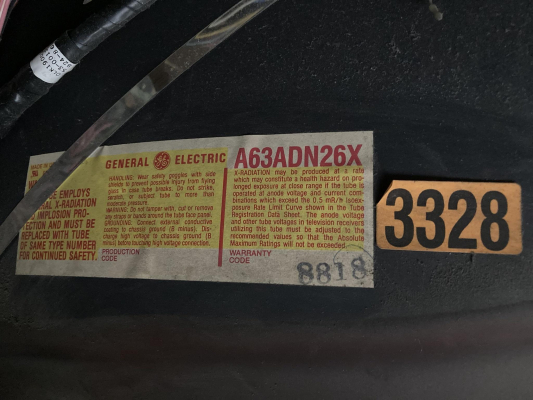 MADE IN
GENERAL GE ELECTRIC
A63ADN26X
E EMPLOYS
AL X-RADIATION
IMPLOSION PRO-
TECTION AND MUST BE
REPLACED WITH TUBE
OF SAME TYPE NUMBER
FOR CONTINUED SAFETY.
HANDLING: Wear safety goggles with side
shields to prevent possible injury from flying
glass in case tube breaks. Do not strike,
scratch, or subject tube to more than
moderate pressure.
WARNING: Do not tamper with, cut or remove
any straps or bands around the tube face panel.
GROUNDING: Connect external conductive
coating to chassis ground (B minus). Dis-
charge high voltage to chassis ground (B
minus) before touching high voltage connection.
PRODUCTION
CODE
X-RADIATION may be produced at a rate
which may constitute a health hazard on pro-
longed exposure at close range if the tube is
operated at anode voltage and current com-
binations which exceed the 0.5 mR/h Isoex-
posure Rate Limit Curve shown in the Tube
Registration Data Sheet. The anode voltage
and other voltages in television receivers
utilizing this tube must be adjusted to the
recommended values so that the Absolute
Maximum Ratings will not be exceeded.
WARRANTY
CODE
8818
3328